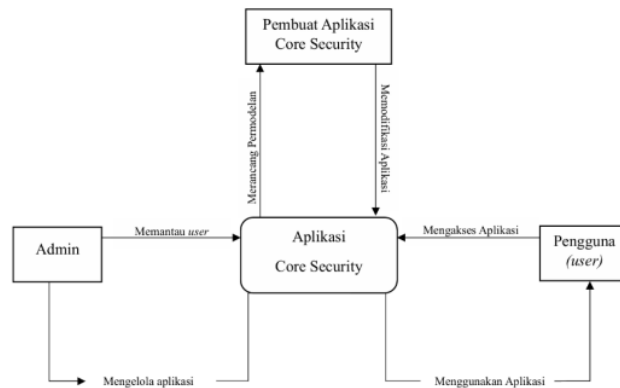 Pembuat Aplikasi
Core Security
Merancang Permodelan
Memodifikasi Aplikasi
Admin
Memantau user
Aplikasi
Core Security
Mengakses Aplikasi
Pengguna
(user)
Mengelola aplikasi
Menggunakan Aplikasi